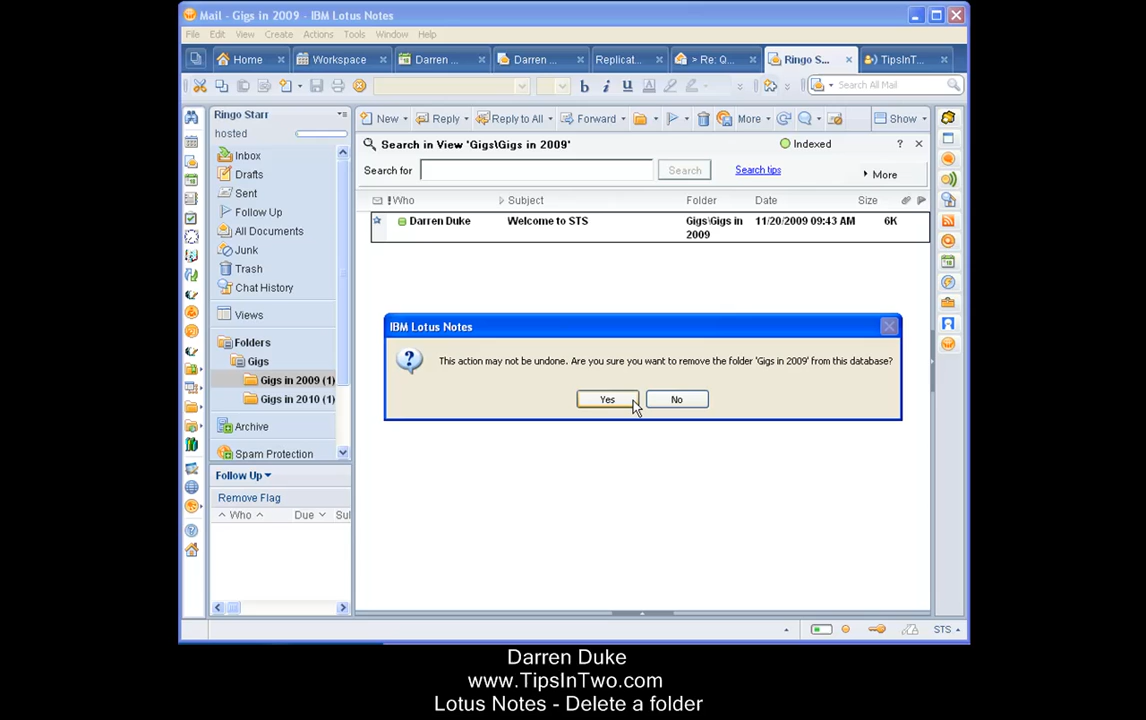 Mail - Gigs in 2009 - IBM Lotus Notes
File Edit View Create Actions Tools Window Help
Home Workspace Darren ... Darren ... Replicat... > Re: Q... Ringo S... TipsInT...
b i u A Search All Mail
Ringo Starr
hosted
New Reply Reply to All Forward More Show
Search in View 'Gigs\Gigs in 2009' Indexed ?
Search for Search Search tips More
! Who Subject Folder Date Size
Darren Duke Welcome to STS Gigs\Gigs in 11/20/2009 09:43 AM 6K
2009
Inbox
Drafts
Sent
Follow Up
All Documents
Junk
Trash
Chat History
Views
Folders
Gigs
Gigs in 2009 (1)
Gigs in 2010 (1)
Archive
Spam Protection
Follow Up
Remove Flag
Who Due Sul
IBM Lotus Notes
This action may not be undone. Are you sure you want to remove the folder 'Gigs in 2009' from this database?
Yes No
STS
Darren Duke
www.TipsInTwo.com
Lotus Notes - Delete a folder